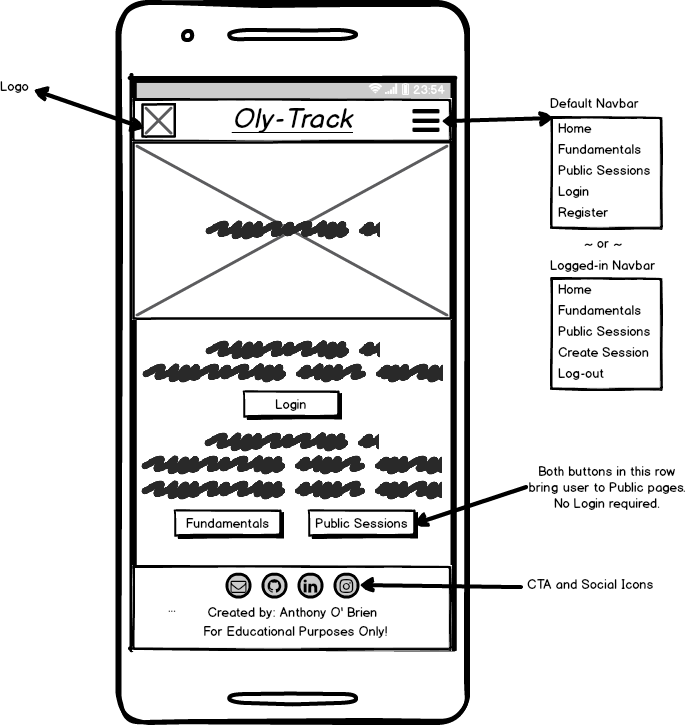 23:54
Logo
Oly-Track
Default Navbar
Home
Fundamentals
Public Sessions
Login
Register
~ or ~
Logged-in Navbar
Home
Fundamentals
Public Sessions
Create Session
Log-out
Login
Both buttons in this row
bring user to Public pages.
No Login required.
Fundamentals
Public Sessions
in
CTA and Social Icons
...
Created by: Anthony O' Brien
For Educational Purposes Only!